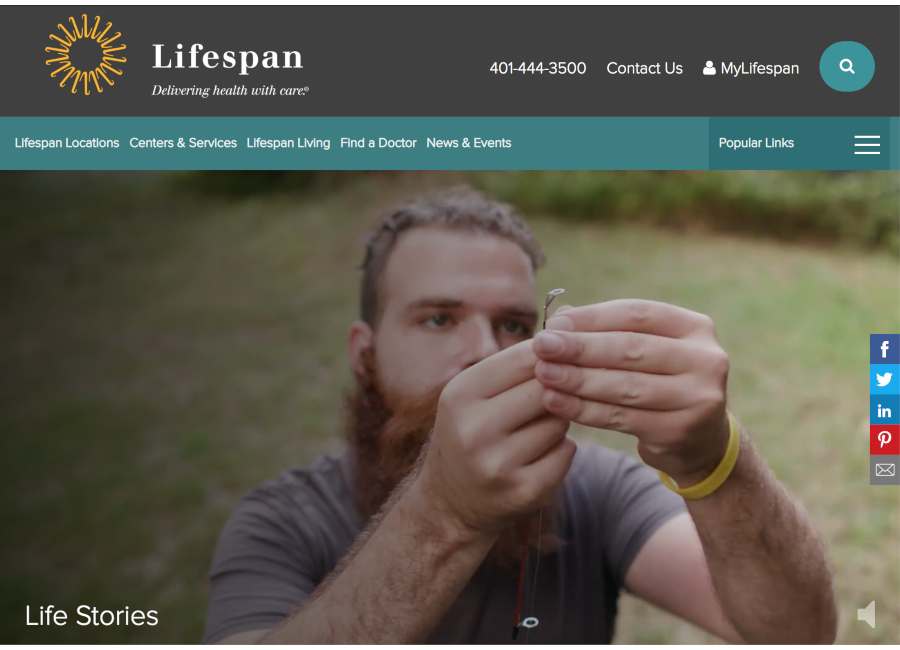 Lifespan
Delivering health with care.®
401-444-3500 Contact Us MyLifespan
Lifespan Locations Centers & Services Lifespan Living Find a Doctor News & Events Popular Links
f
in
Life Stories